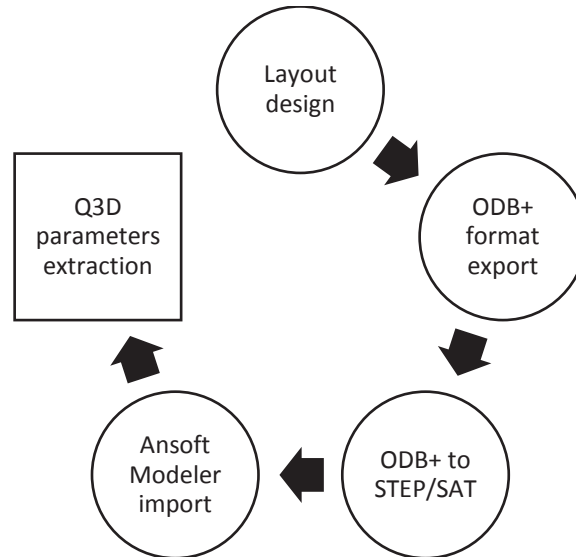 Layout
design
ODB+
format
export
ODB+ to
STEP/SAT
Ansoft
Modeler
import
Q3D
parameters
extraction